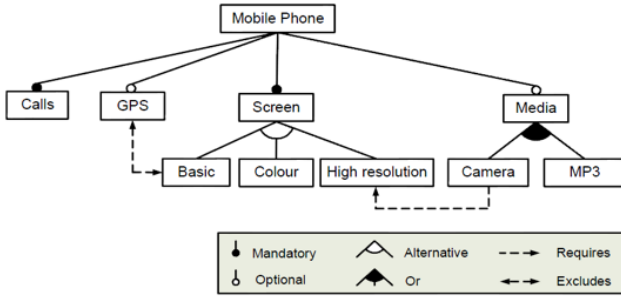 Mobile Phone
Calls
GPS
Screen
Media
Basic
Colour
High resolution
Camera
MP3
Mandatory
Alternative
Requires
Optional
Or
Excludes